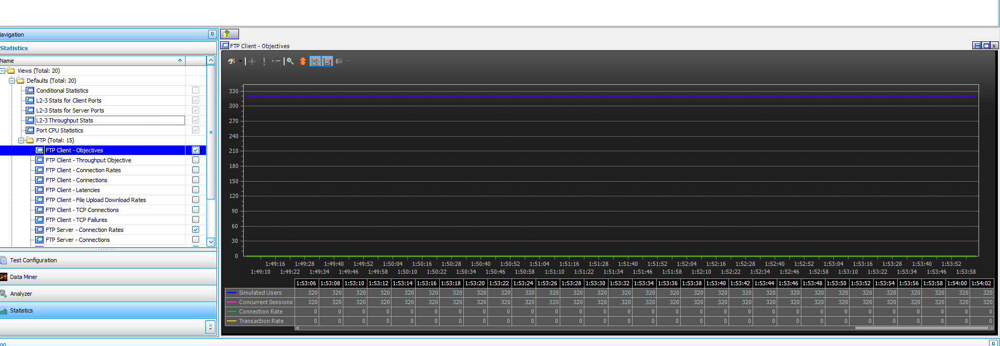 avigation
Statistics
Name
Views (Total: 20)
Defaults (Total: 20)
Conditional Statistics
L2-3 Stats for Client Ports
L2-3 Stats for Server Ports
L2-3 Throughput Stats
Port CPU Statistics
FTP (Total: 15)
FTP Client - Objectives
FTP Client - Throughput Objective
FTP Client - Connection Rates
FTP Client - Connections
FTP Client - Latencies
FTP Client - File Upload Download Rates
FTP Client - TCP Connections
FTP Client - TCP Failures
FTP Server - Connection Rates
FTP Server - Connections
Test Configuration
Data Miner
Analyzer
Statistics
FTP Client - Objectives
330
300
270
240
210
180
150
120
90
60
30
0
1:49:16 1:49:28 1:49:40 1:49:52 1:50:04 1:50:16 1:50:28 1:50:40 1:50:52 1:51:04 1:51:16 1:51:28 1:51:40 1:51:52 1:52:04 1:52:16 1:52:28 1:52:40 1:52:52 1:53:04 1:53:16 1:53:28 1:53:40 1:53:52
1:49:10 1:49:22 1:49:34 1:49:46 1:49:58 1:50:10 1:50:22 1:50:34 1:50:46 1:50:58 1:51:10 1:51:22 1:51:34 1:51:46 1:51:58 1:52:10 1:52:22 1:52:34 1:52:46 1:52:58 1:53:10 1:53:22 1:53:34 1:53:46 1:53:58
1:53:06 1:53:08 1:53:10 1:53:12 1:53:14 1:53:16 1:53:18 1:53:20 1:53:22 1:53:24 1:53:26 1:53:28 1:53:30 1:53:32 1:53:34 1:53:36 1:53:38 1:53:40 1:53:42 1:53:44 1:53:46 1:53:48 1:53:50 1:53:52 1:53:54 1:53:56 1:53:58 1:54:00 1:54:02
Simulated Users 320 320 320 320 320 320 320 320 320 320 320 320 320 320 320 320 320 320 320 320 320 320 320 320 320 320 320 320 320
Concurrent Sessions 320 320 320 320 320 320 320 320 320 320 320 320 320 320 320 320 320 320 320 320 320 320 320 320 320 320 320 320 320
Connection Rate 0 0 0 0 0 0 0 0 0 0 0 0 0 0 0 0 0 0 0 0 0 0 0 0 0 0 0 0 0
Transaction Rate 0 0 0 0 0 0 0 0 0 0 0 0 0 0 0 0 0 0 0 0 0 0 0 0 0 0 0 0 0